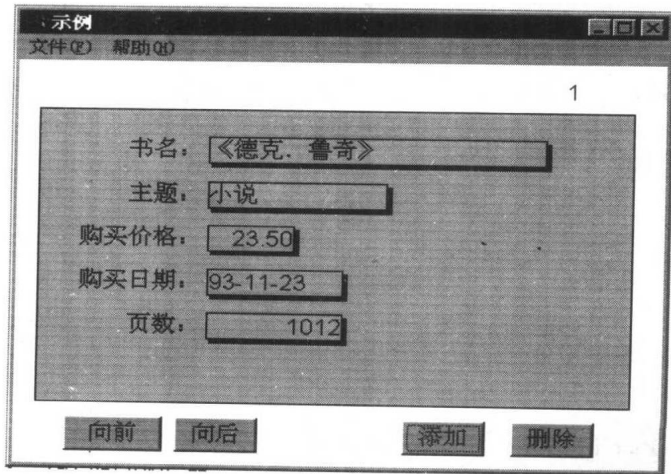 示例
文件(F) 帮助(H)
1
书名: 《德克．鲁奇》
主题: 小说
购买价格: 23.50
购买日期: 93-11-23
页数: 1012
向前 向后 添加 删除